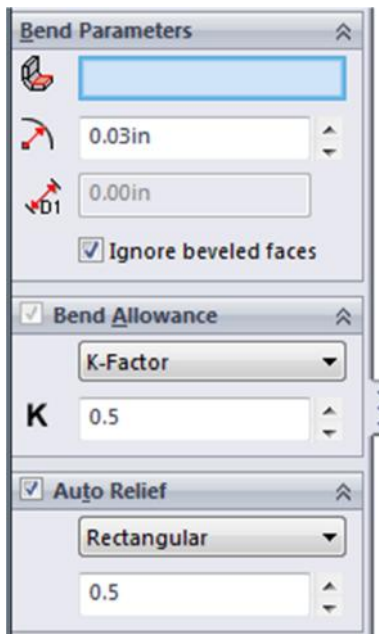 Bend Parameters
0.03in
D1
0.00in
Ignore beveled faces
Bend Allowance
K-Factor
K
0.5
Auto Relief
Rectangular
0.5